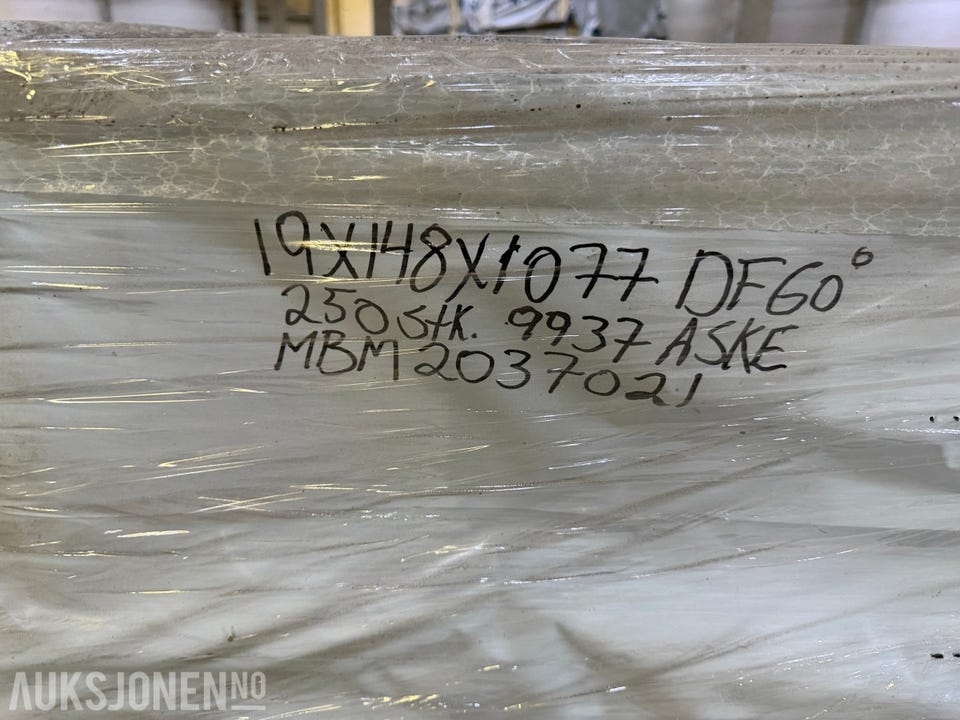 19X148X1077 DF60°
250 stk. 9937 ASKE
MBM2037021
AUKSJONEN NO